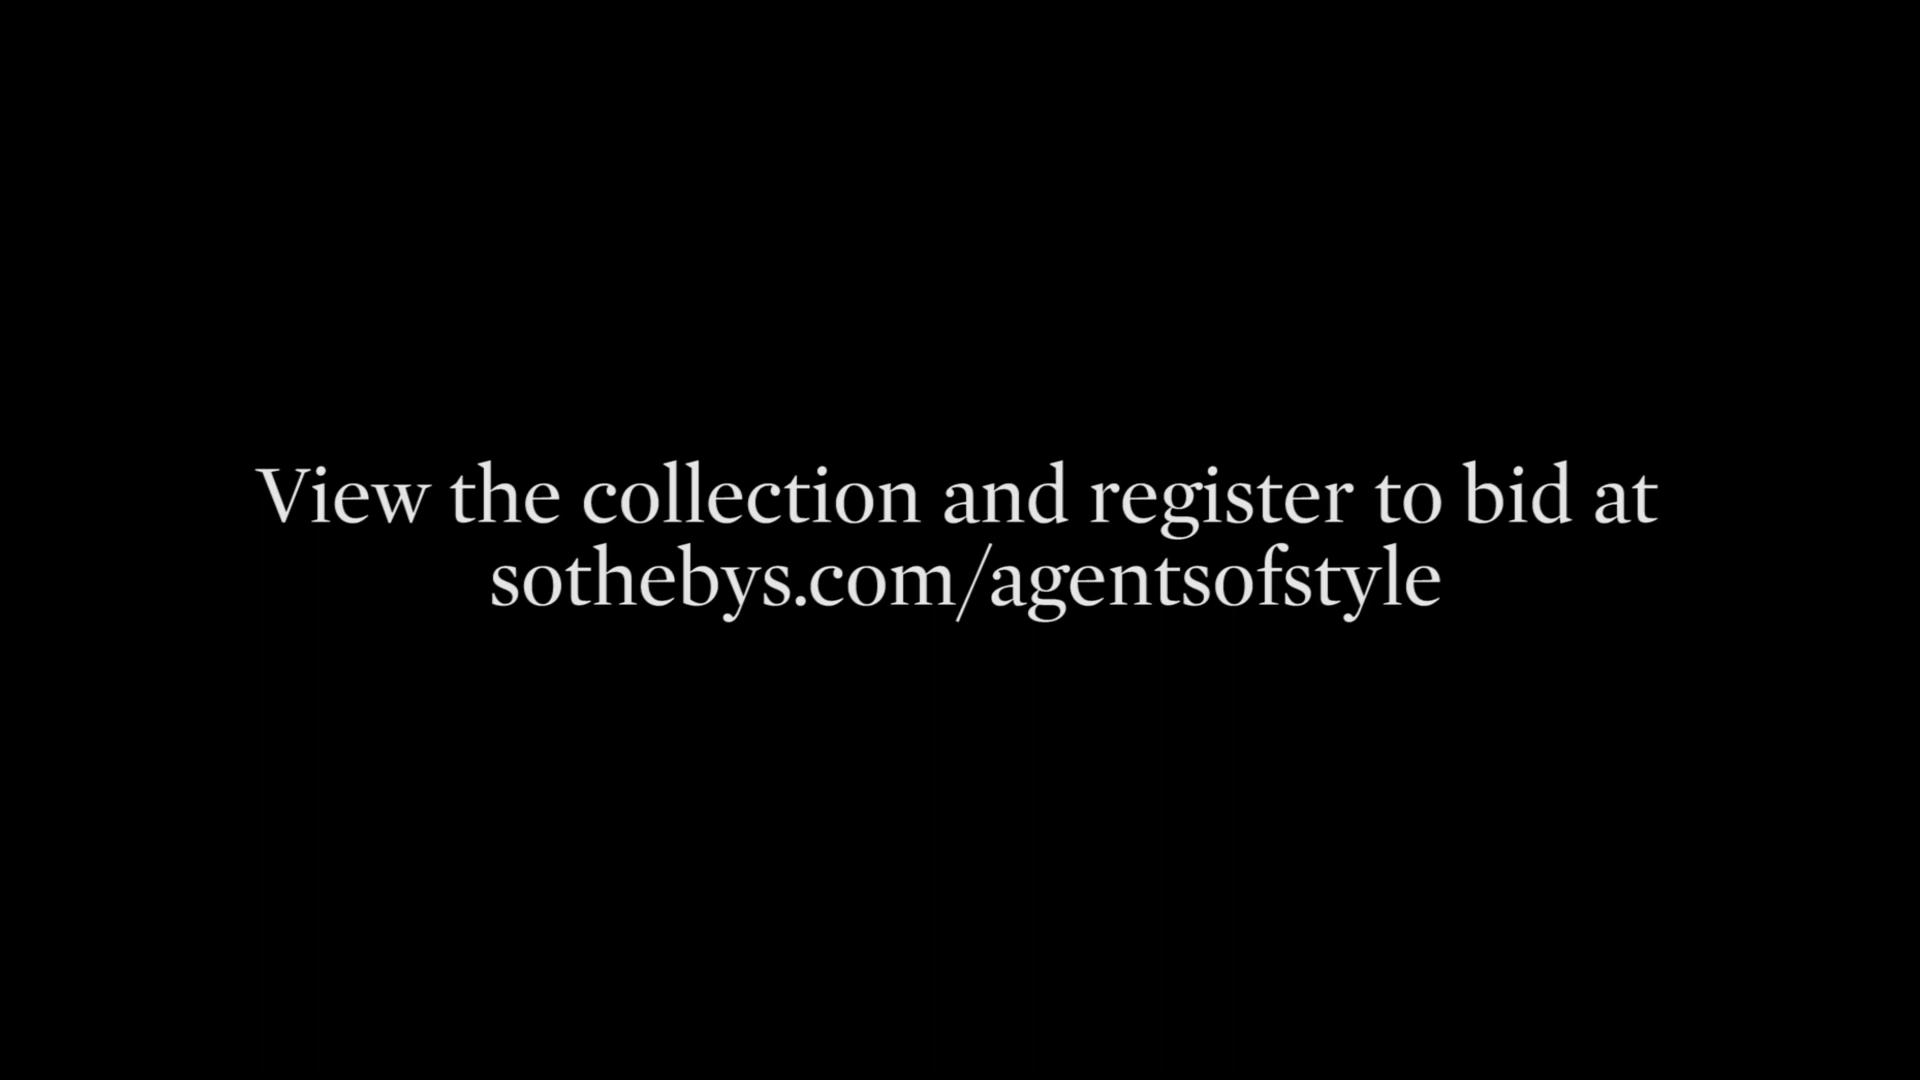 View the collection and register to bid at
sothebys.com/agentsofstyle